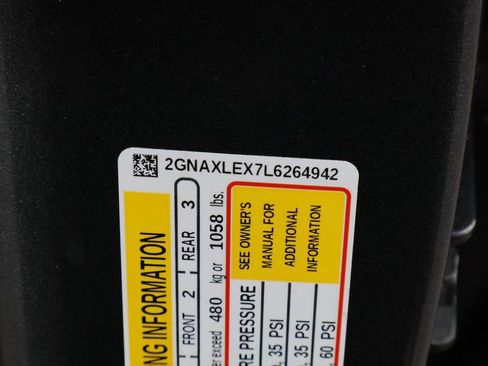 2GNAXLEX7L6264942
NG INFORMATION
FRONT 2 REAR 3
er exceed 480 kg or 1058 lbs.
RE PRESSURE
SEE OWNER'S
MANUAL FOR
ADDITIONAL
INFORMATION
35 PSI
35 PSI
60 PSI